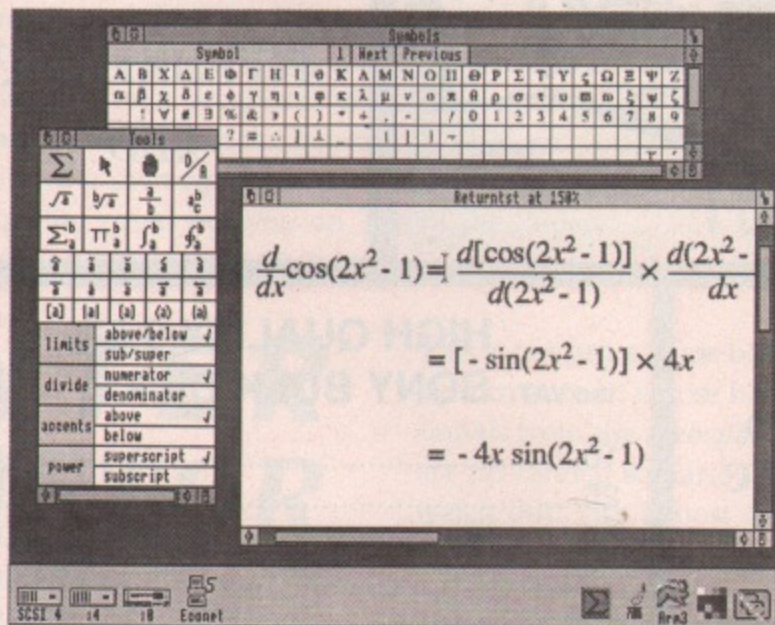 Symbols
Symbol 1 Next Previous
Α Β Χ Δ Ε Φ Γ Η Ι θ Κ Λ Μ Ν Ο Π Θ Ρ Σ Τ Υ ς Ω Ξ Ψ Ζ
α β χ δ ε φ γ η ι φ κ λ μ ν ο π θ ρ σ τ υ ϖ ω ξ ψ ζ
! ∀ # ∃ % & ( ) * + , - / 0 1 2 3 4 5 6 7 8 9
Tools
limits above/below
sub/super
divide numerator
denominator
accents above
below
power superscript
subscript
Returntst at 150%
d/dx cos(2x² - 1) = d[cos(2x² - 1)]/d(2x² - 1) × d(2x² -/dx
= [- sin(2x² - 1)] × 4x
= - 4x sin(2x² - 1)
SCSI 4 :4 :0 Econet Arm3